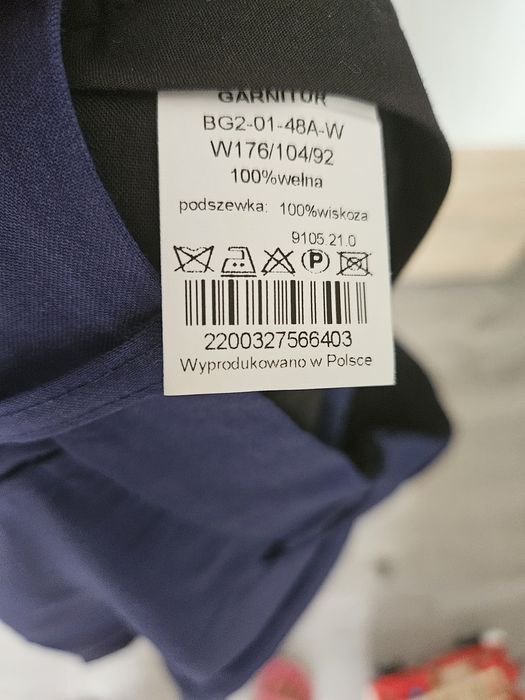 GARNITUR
BG2-01-48A-W
W176/104/92
100%wełna
podszewka: 100%wiskoza
9105 21.0
P
2200327566403
Wyprodukowano w Polsce